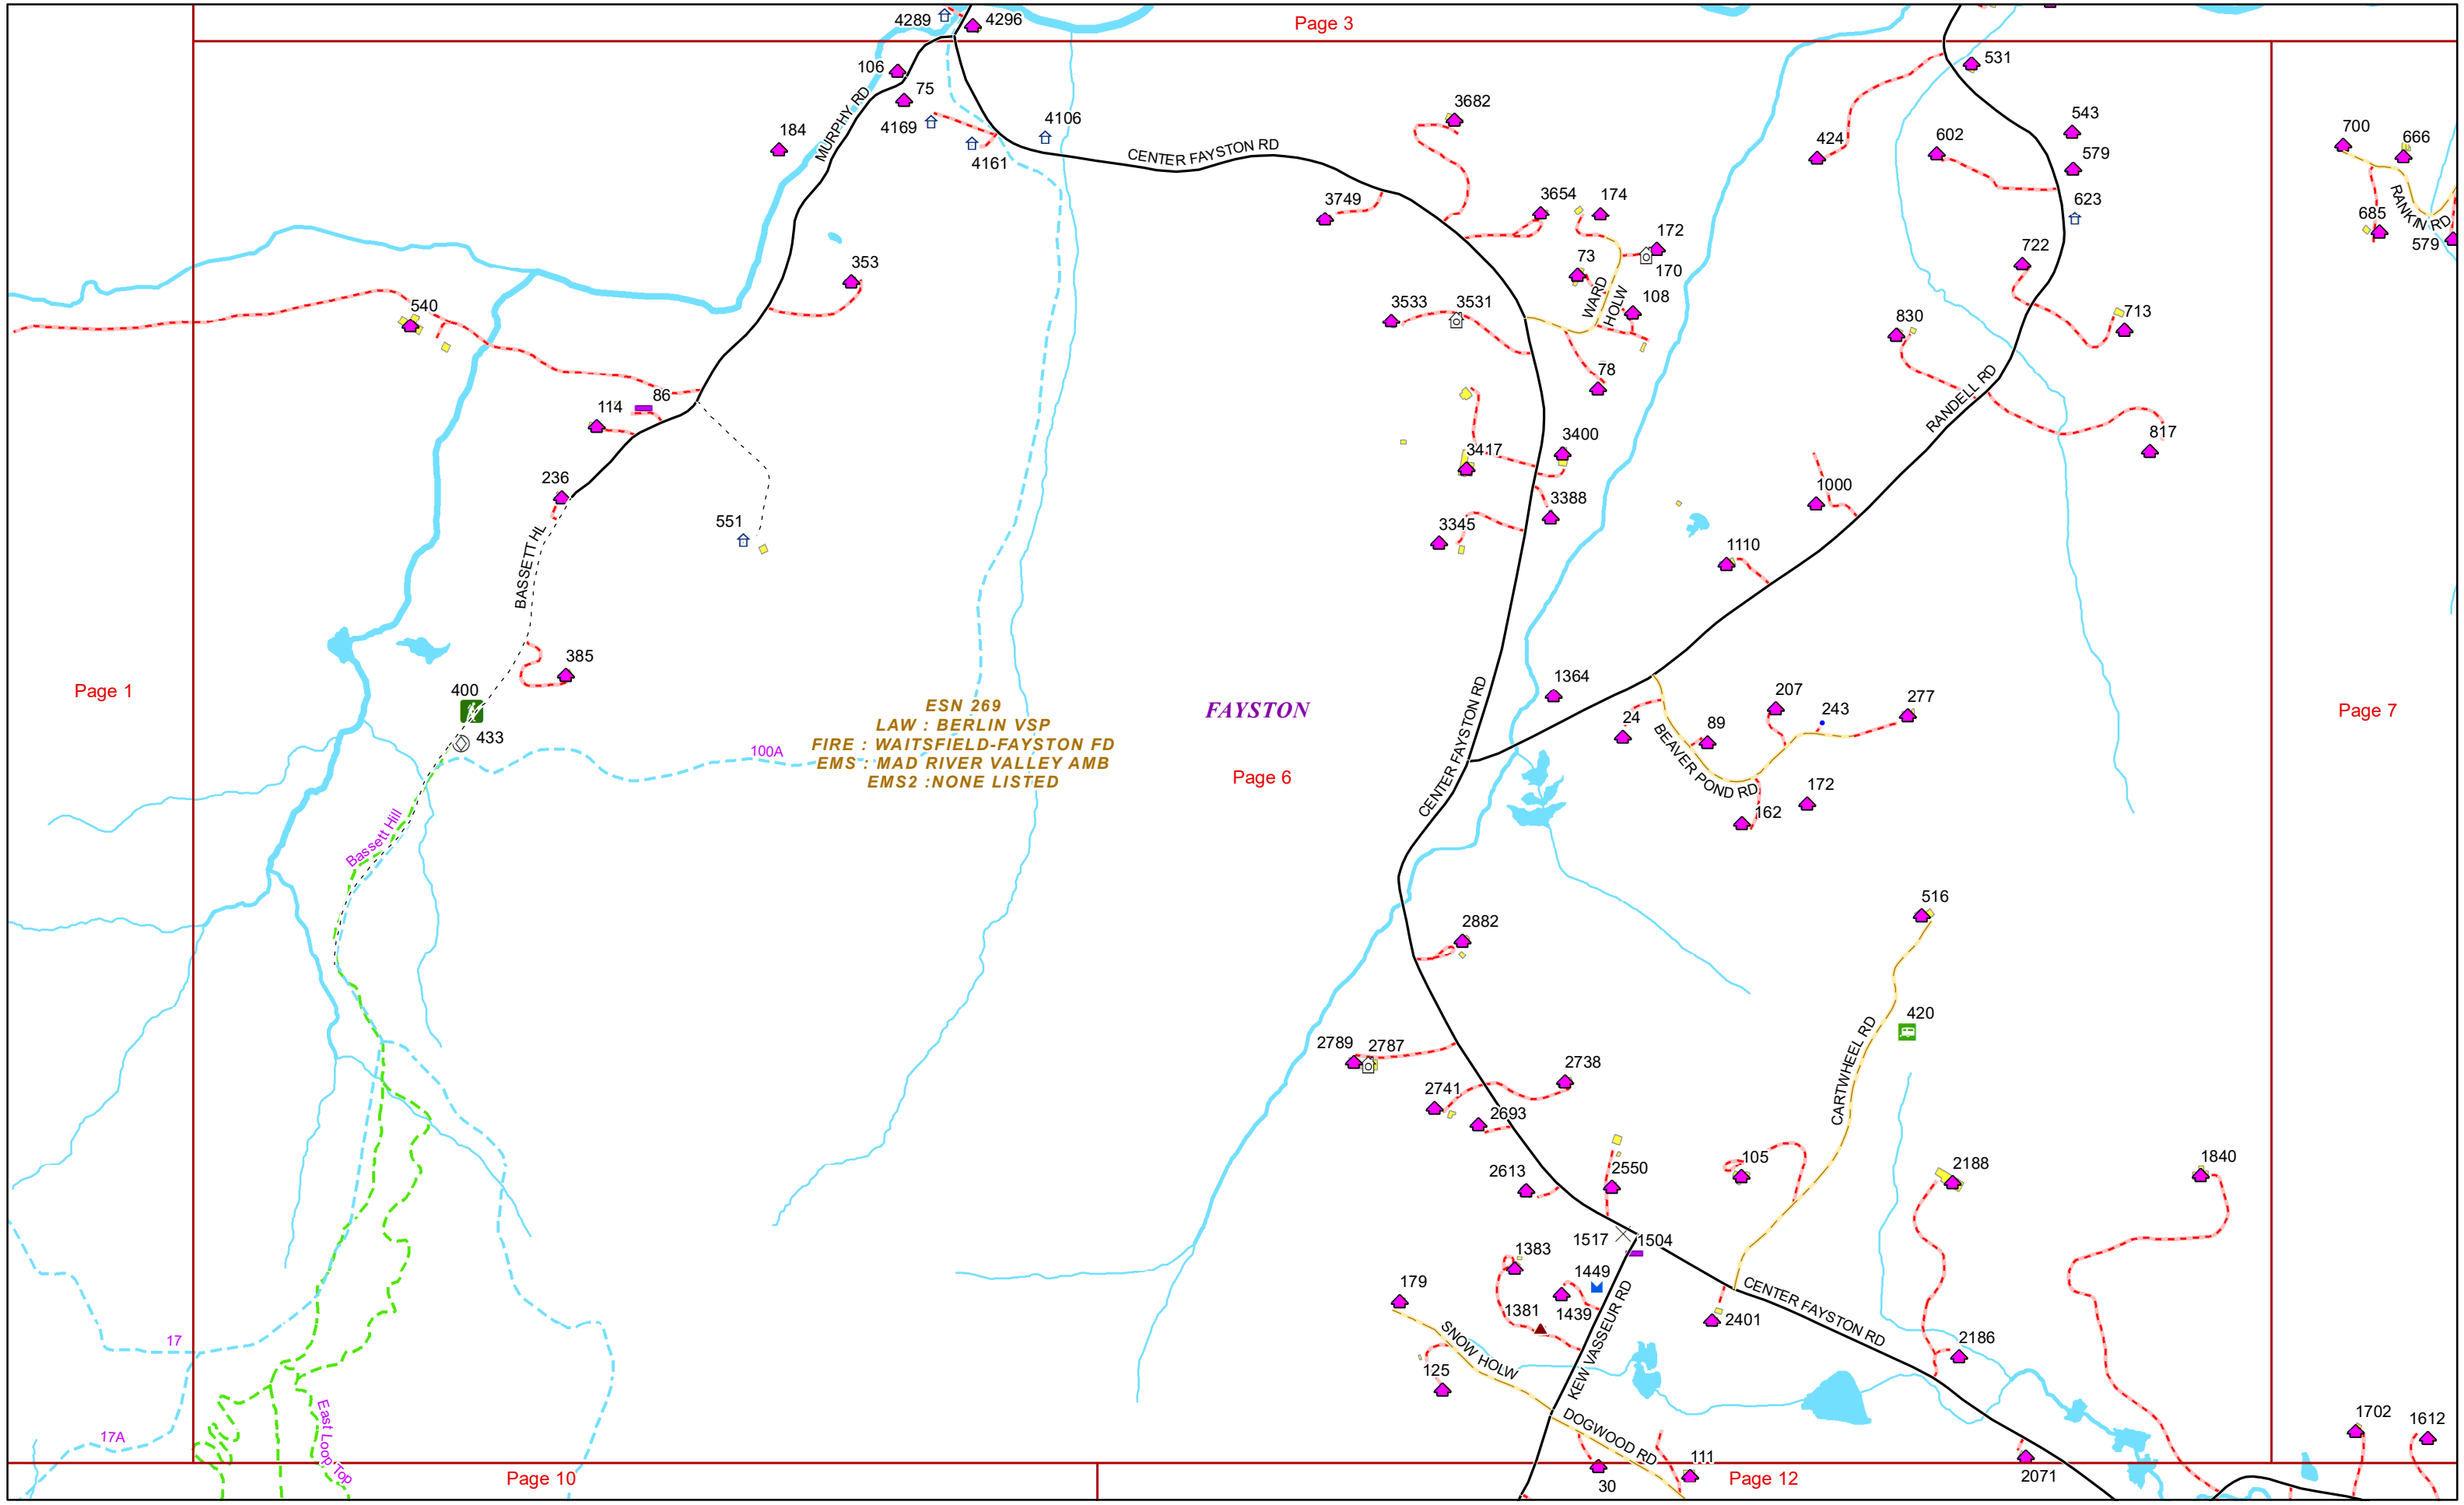 4289
4296
Page 3
106
75
531
MURPHY RD
184
4169
4106
4161
3682
543
700
666
424
602
579
CENTER FAYSTON RD
3749
3654
174
623
685
RANKIN RD
579
353
172
73
170
722
540
3533
3531
WARD HOLW
108
830
713
86
114
78
RANDELL RD
817
3417
3400
236
3388
1000
551
3345
BASSETT HL
1110
385
Page 1
400
433
100A
ESN 269
LAW : BERLIN VSP
FIRE : WAITSFIELD-FAYSTON FD
EMS : MAD RIVER VALLEY AMB
EMS2 :NONE LISTED
FAYSTON
Page 6
CENTER FAYSTON RD
1364
24
207
243
277
89
BEAVER POND RD
172
162
Page 7
Bassett Hill
516
2882
420
CARTWHEEL RD
2789
2787
2738
2741
2693
2613
2550
105
2188
1840
1517
1504
1383
1449
179
1381
1439
KEW VASSEUR RD
CENTER FAYSTON RD
2401
2186
SNOW HOLW
125
17
17A
East Loop Top
DOGWOOD RD
1702
1612
Page 10
111
Page 12
30
2071